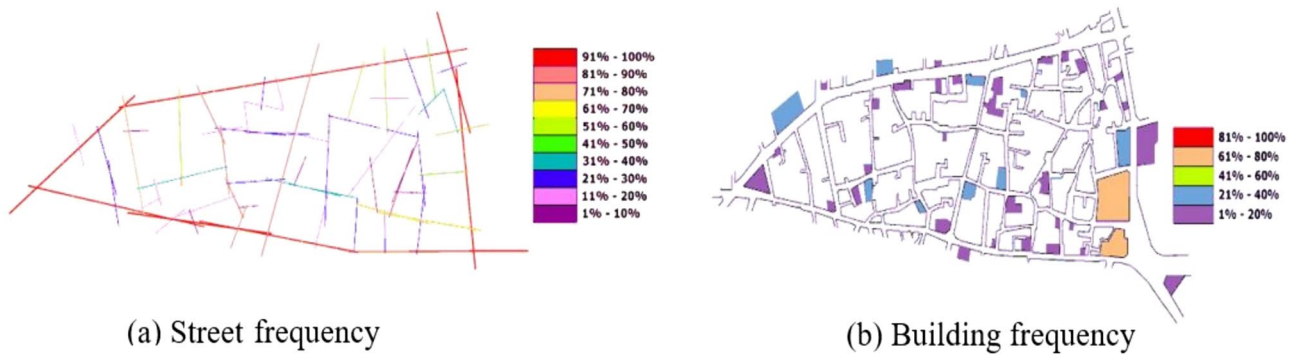 91% - 100%
81% - 90%
71% - 80%
61% - 70%
51% - 60%
41% - 50%
31% - 40%
21% - 30%
11% - 20%
1% - 10%
81% - 100%
61% - 80%
41% - 60%
21% - 40%
1% - 20%
(a) Street frequency
(b) Building frequency